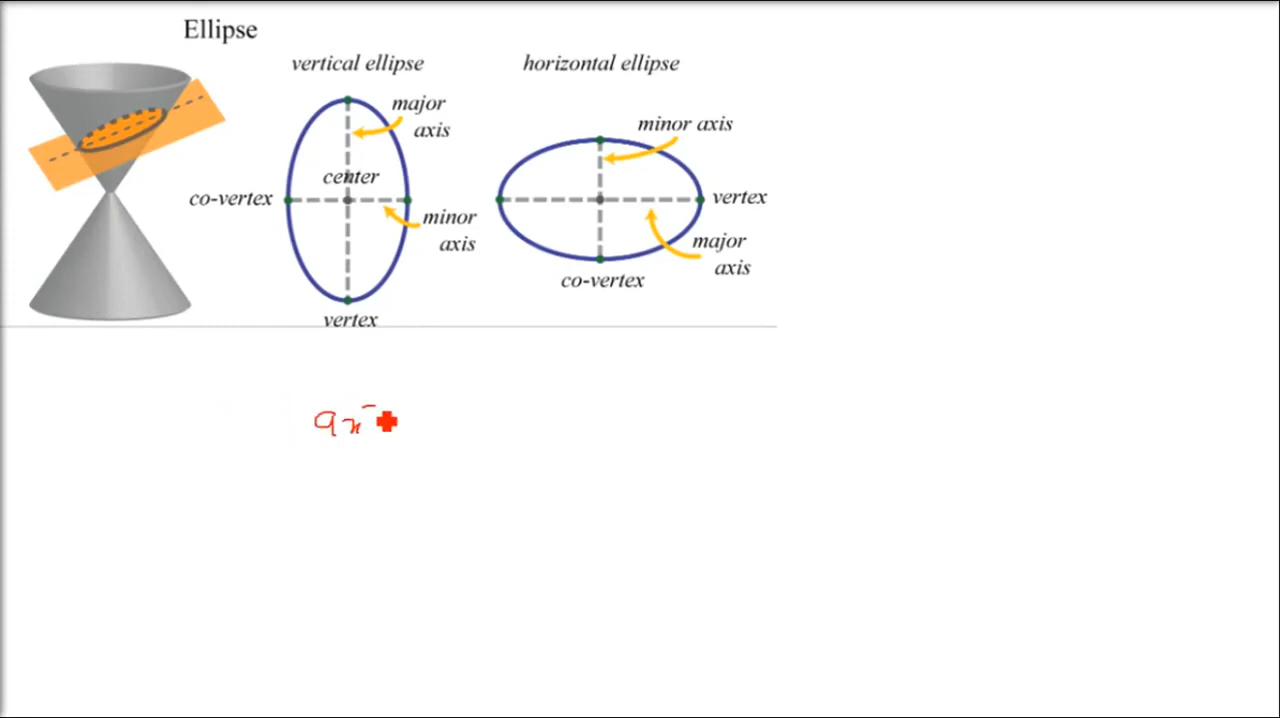 Ellipse
vertical ellipse
horizontal ellipse
major
axis
minor axis
center
co-vertex
vertex
minor
axis
major
axis
co-vertex
vertex